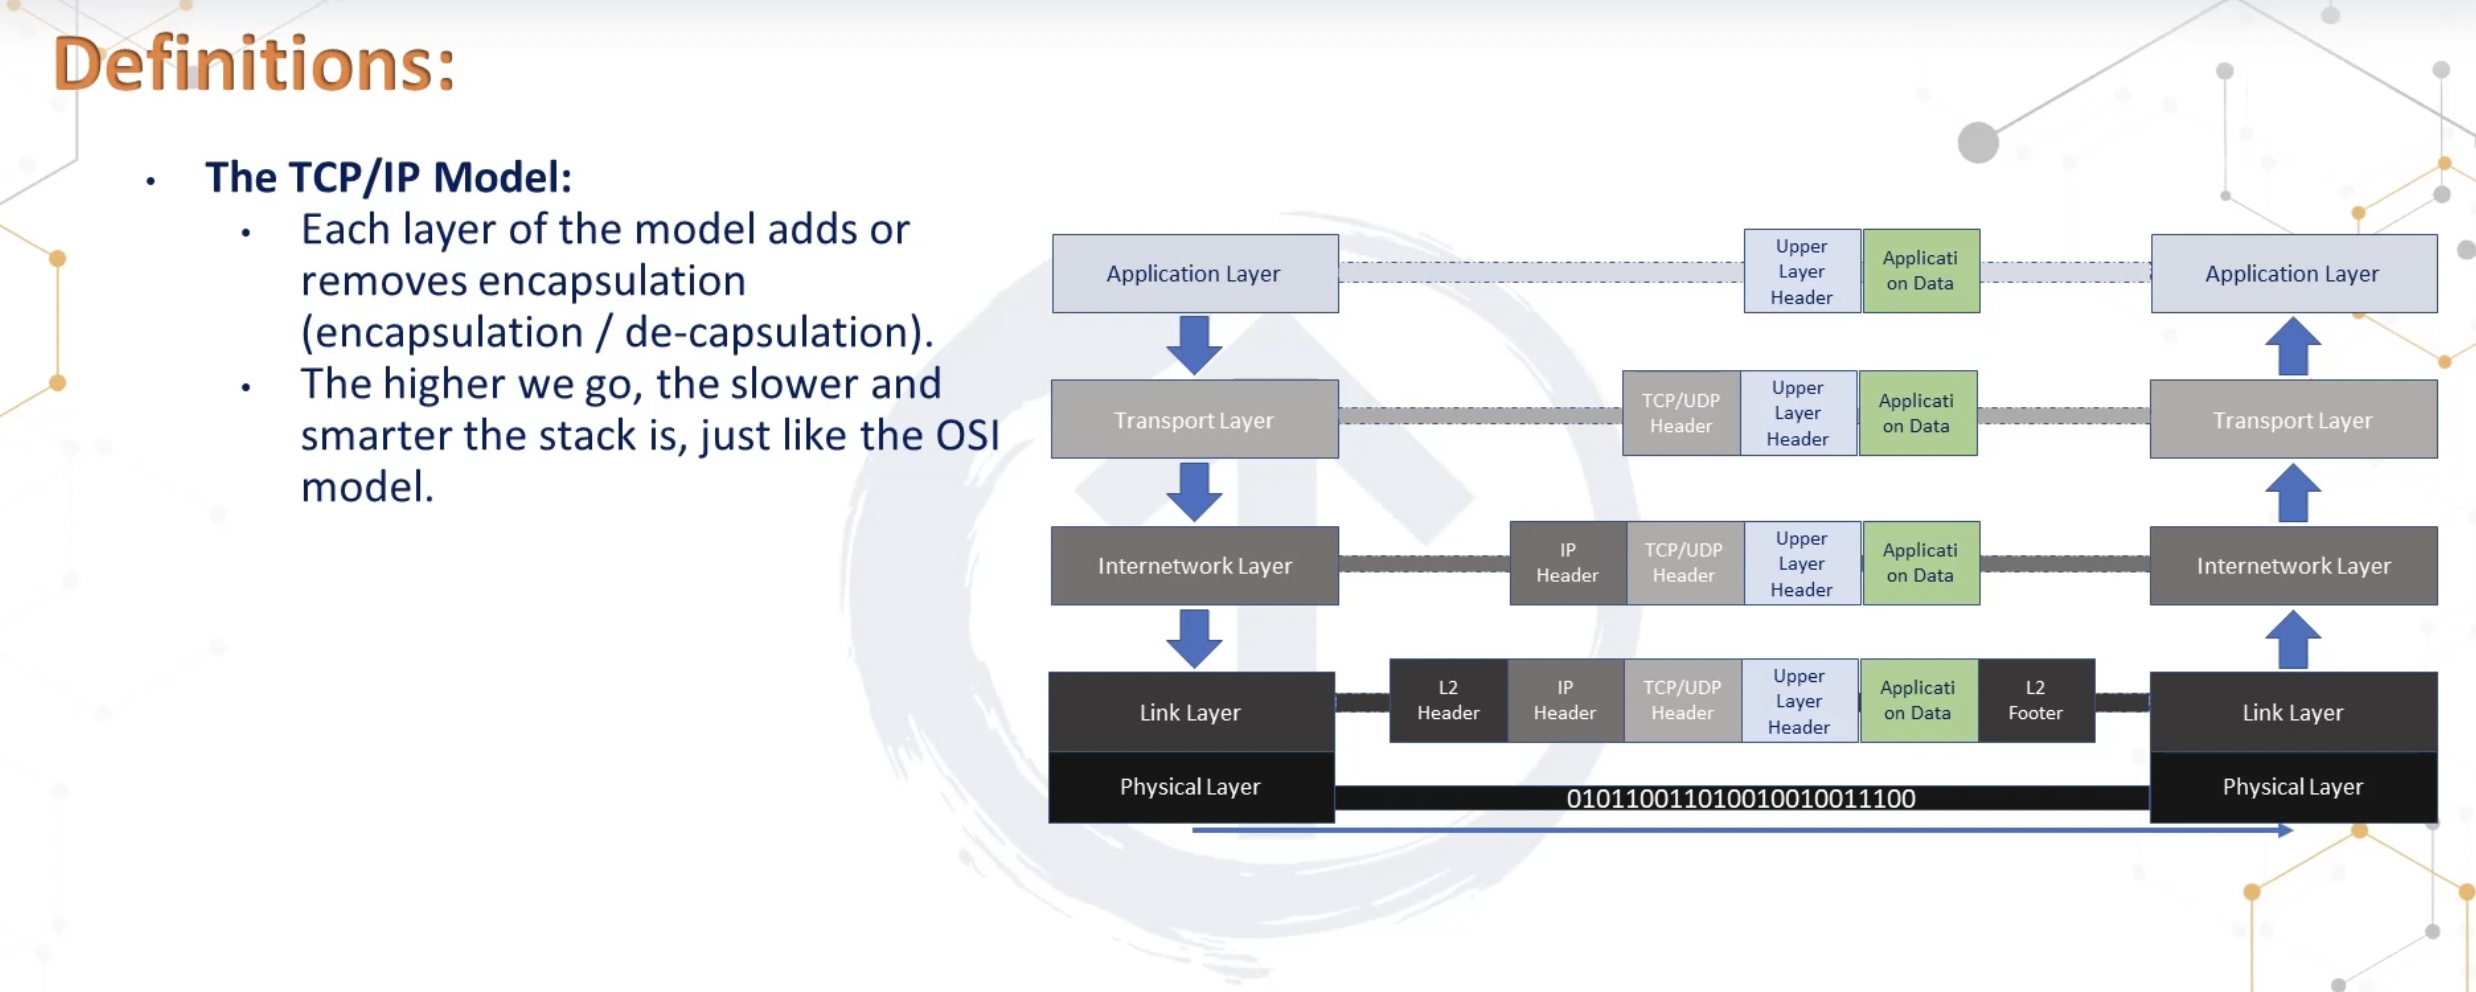 Definitions:
• The TCP/IP Model:
• Each layer of the model adds or
removes encapsulation
(encapsulation / de-capsulation).
• The higher we go, the slower and
smarter the stack is, just like the OSI
model.
Application Layer
Upper
Layer
Header
Applicati
on Data
Application Layer
Transport Layer
TCP/UDP
Header
Upper
Layer
Header
Applicati
on Data
Transport Layer
Internetwork Layer
IP
Header
TCP/UDP
Header
Upper
Layer
Header
Applicati
on Data
Internetwork Layer
Link Layer
L2
Header
IP
Header
TCP/UDP
Header
Upper
Layer
Header
Applicati
on Data
L2
Footer
Link Layer
Physical Layer
010110011010010010011100
Physical Layer